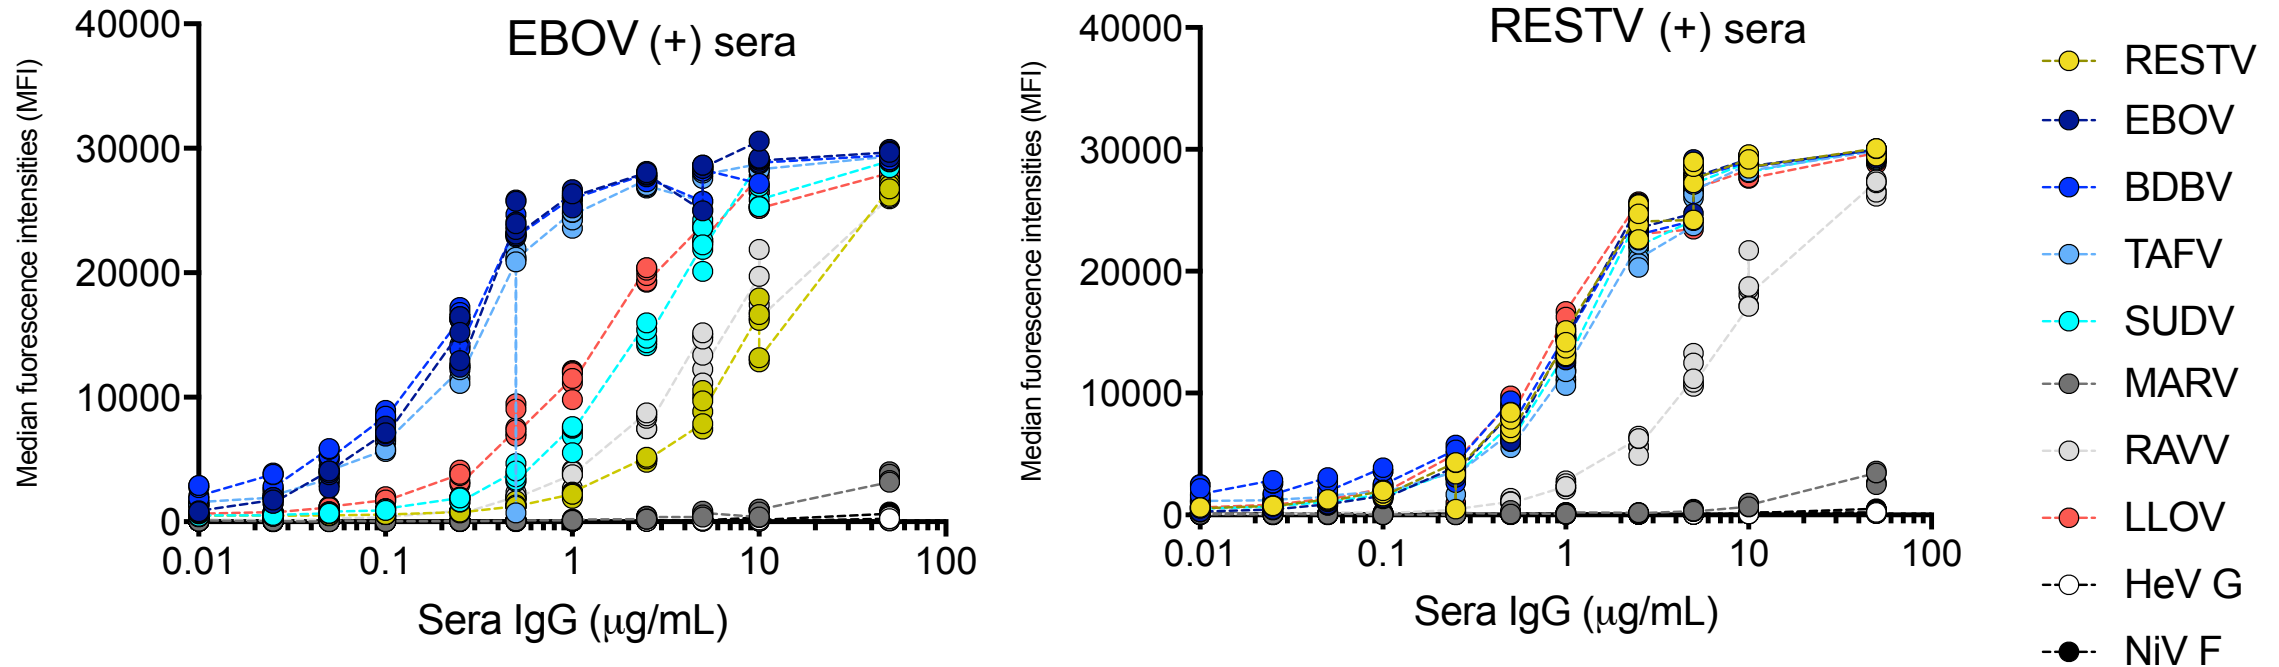 EBOV (+) sera
Median fluorescence intensities (MFI)
40000
30000
20000
10000
0
0.01 0.1 1 10 100
Sera IgG (μg/mL)
RESTV (+) sera
Median fluorescence intensities (MFI)
40000
30000
20000
10000
0
0.01 0.1 1 10 100
Sera IgG (μg/mL)
RESTV
EBOV
BDBV
TAFV
SUDV
MARV
RAVV
LLOV
HeV G
NiV F